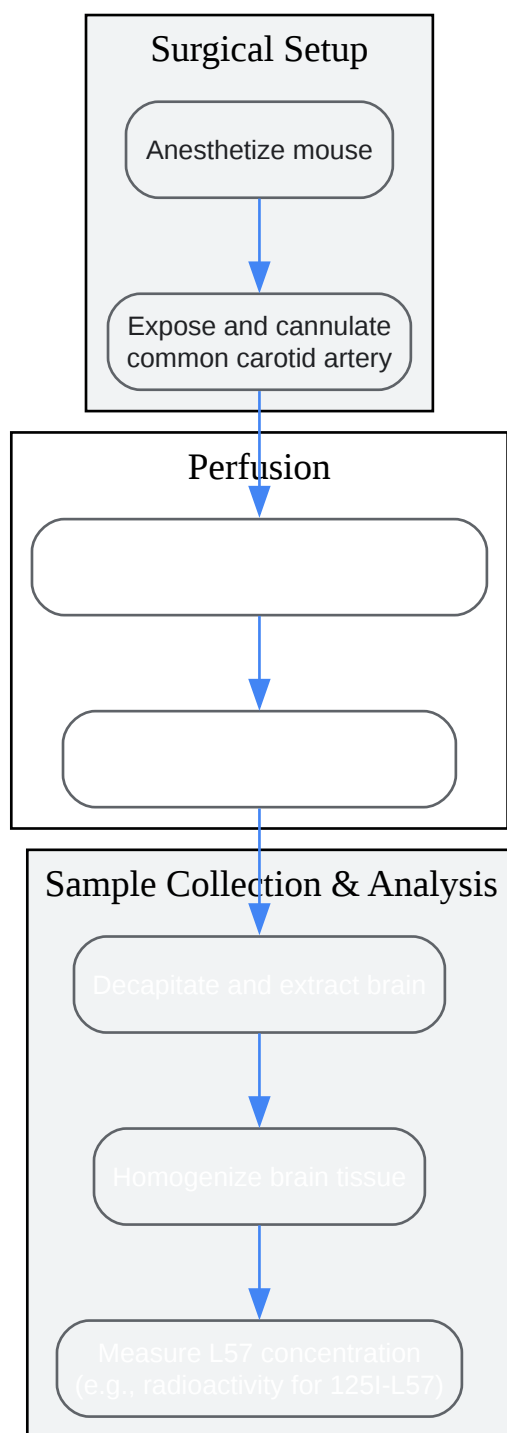 Surgical Setup
Anesthetize mouse
Expose and cannulate
common carotid artery
Perfusion
Sample Collection & Analysis
Decapitate and extract brain
Homogenize brain tissue
Measure L57 concentration
(e.g., radioactivity for 125I-L57)